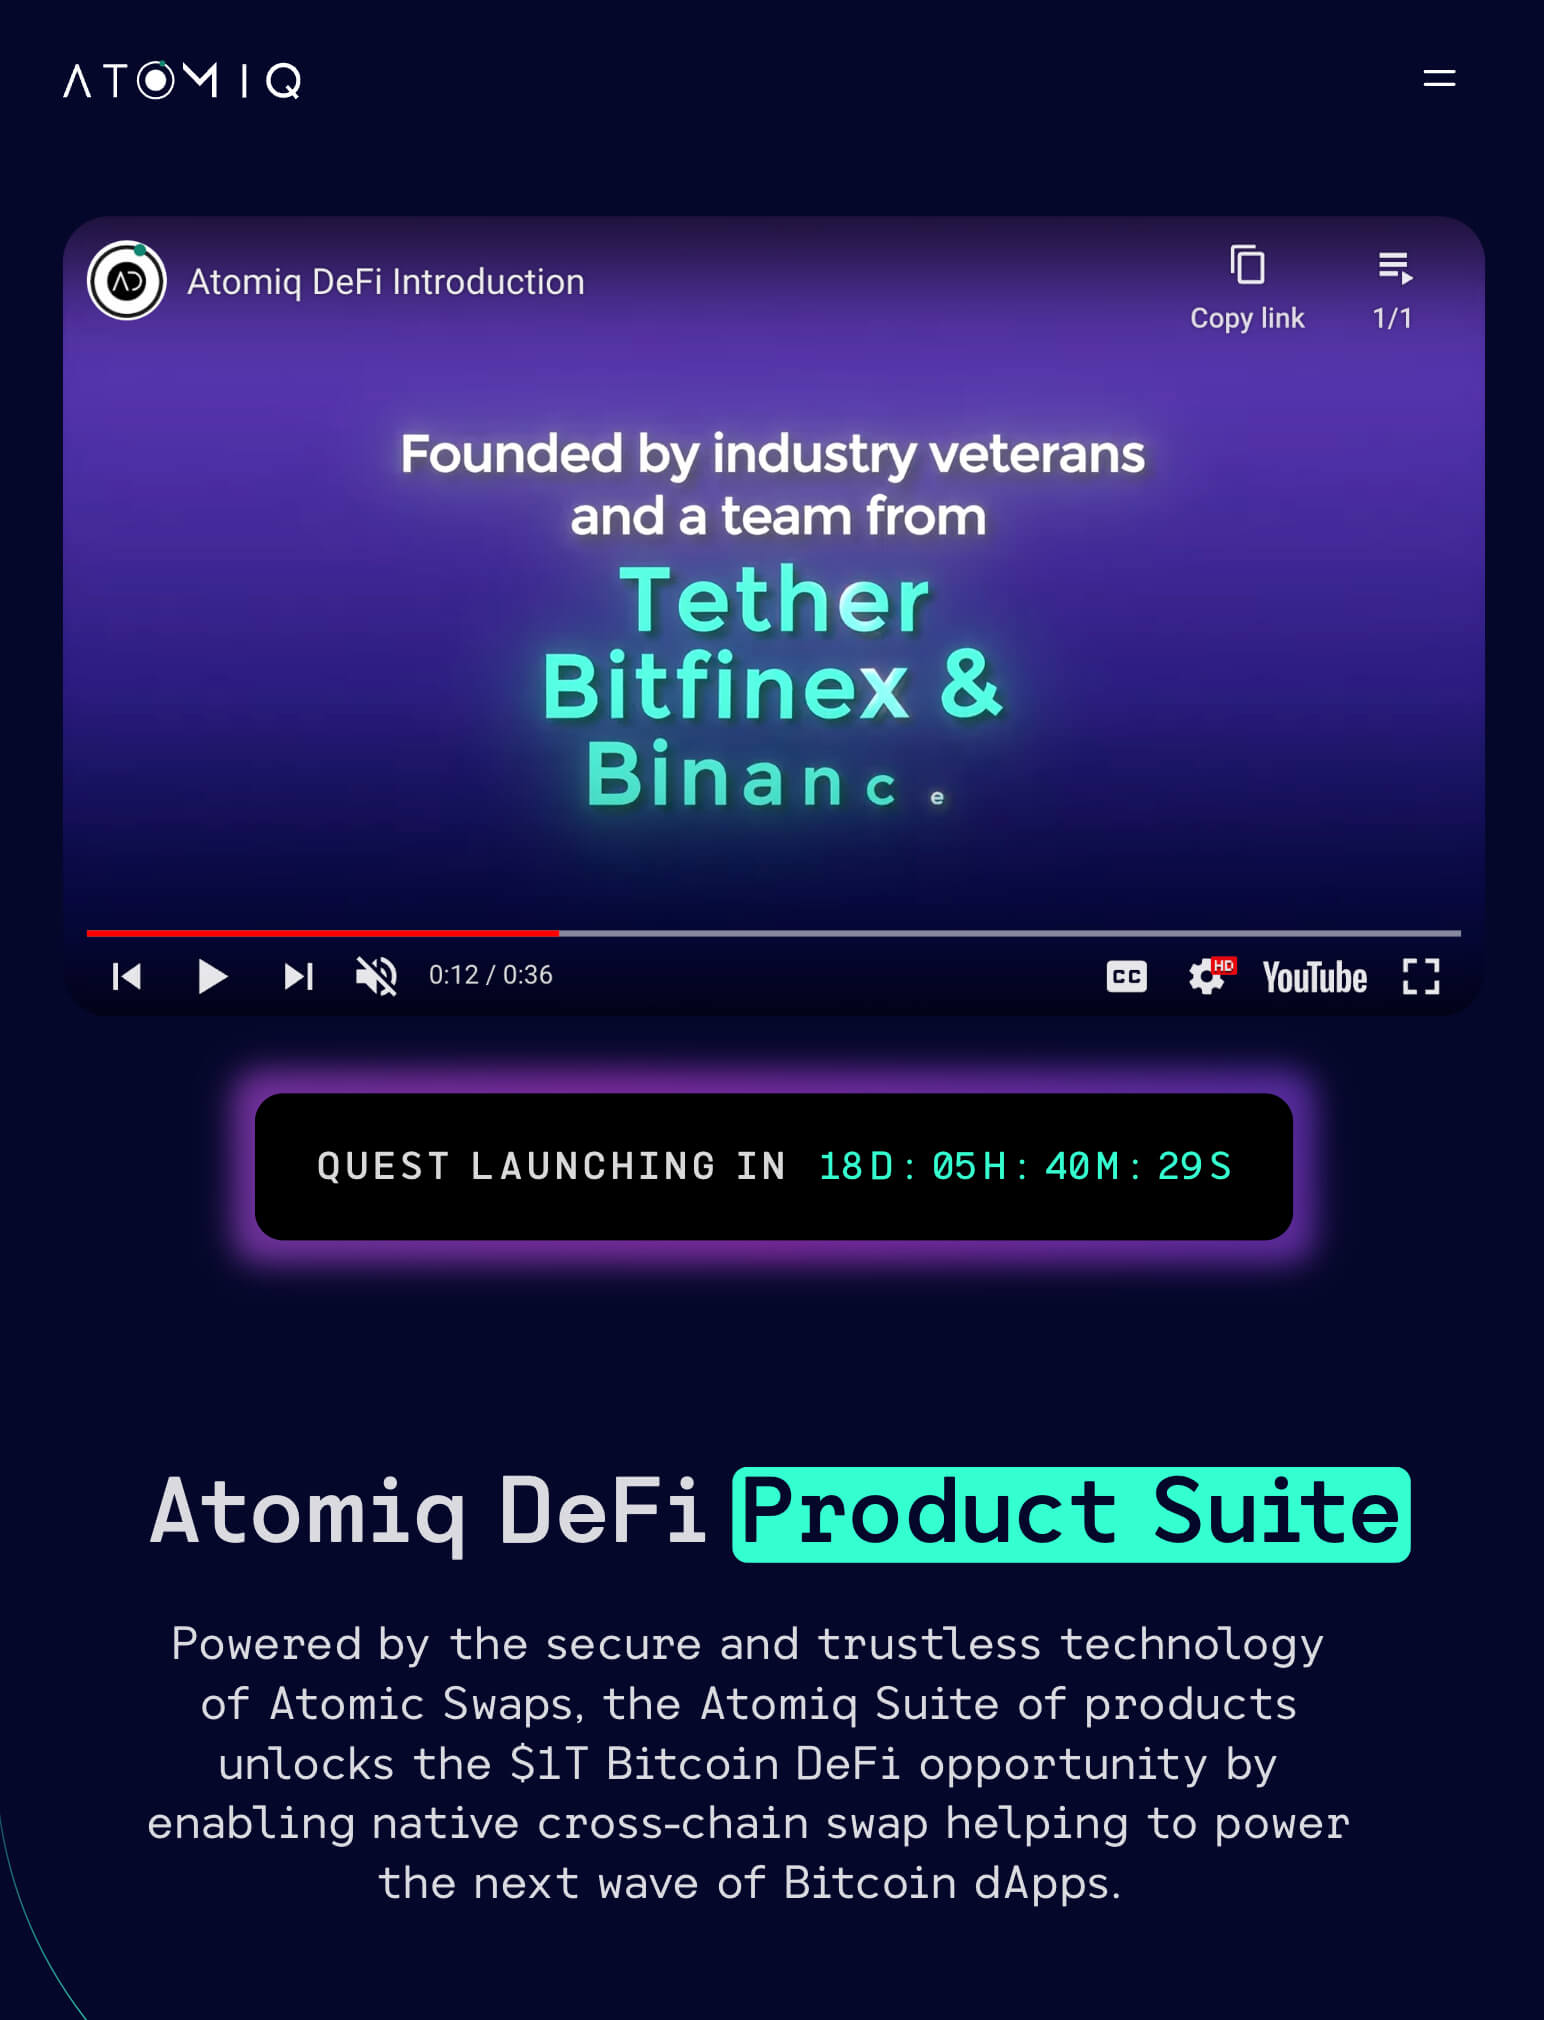 ATOMIQ
Atomiq DeFi Introduction
Copy link
1/1
Founded by industry veterans
and a team from
Tether
Bitfinex &
Binance
0:12 / 0:36
CC
HD
YouTube
QUEST LAUNCHING IN 18D: 05H: 40M: 29S
Atomiq DeFi Product Suite
Powered by the secure and trustless technology
of Atomic Swaps, the Atomiq Suite of products
unlocks the $1T Bitcoin DeFi opportunity by
enabling native cross-chain swap helping to power
the next wave of Bitcoin dApps.